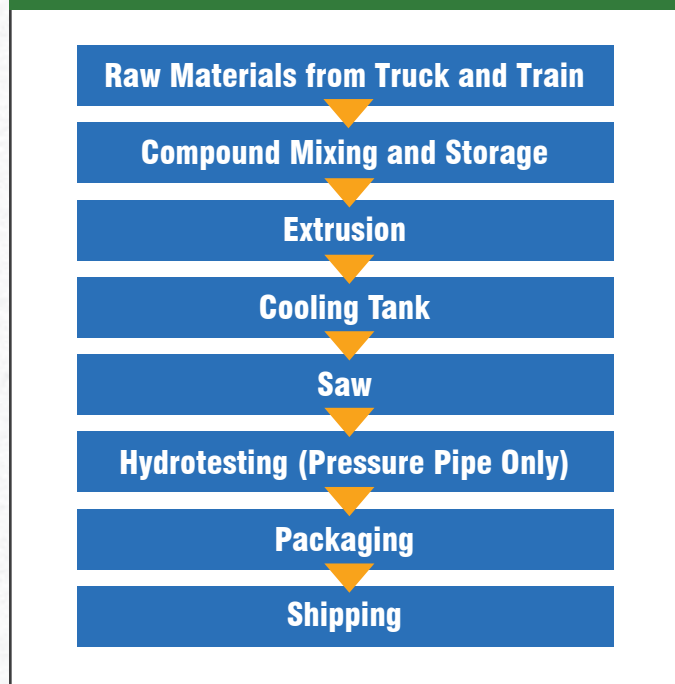 Raw Materials from Truck and Train
Compound Mixing and Storage
Extrusion
Cooling Tank
Saw
Hydrotesting (Pressure Pipe Only)
Packaging
Shipping